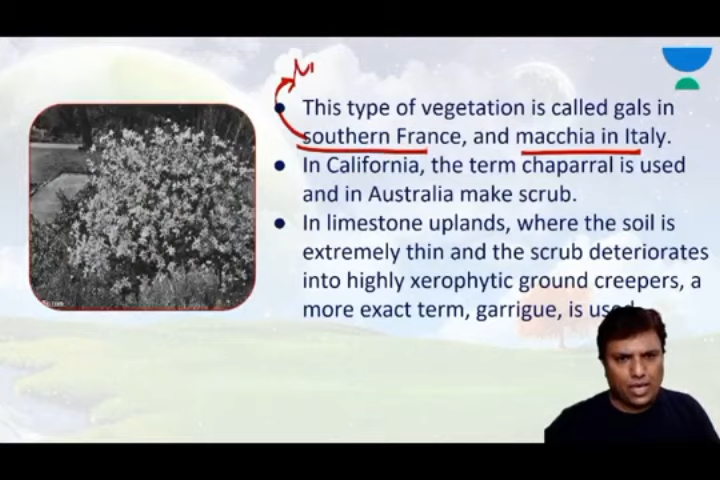 This type of vegetation is called gals in
southern France, and macchia in Italy.
In California, the term chaparral is used
and in Australia make scrub.
In limestone uplands, where the soil is
extremely thin and the scrub deteriorates
into highly xerophytic ground creepers, a
more exact term, garrigue, is used